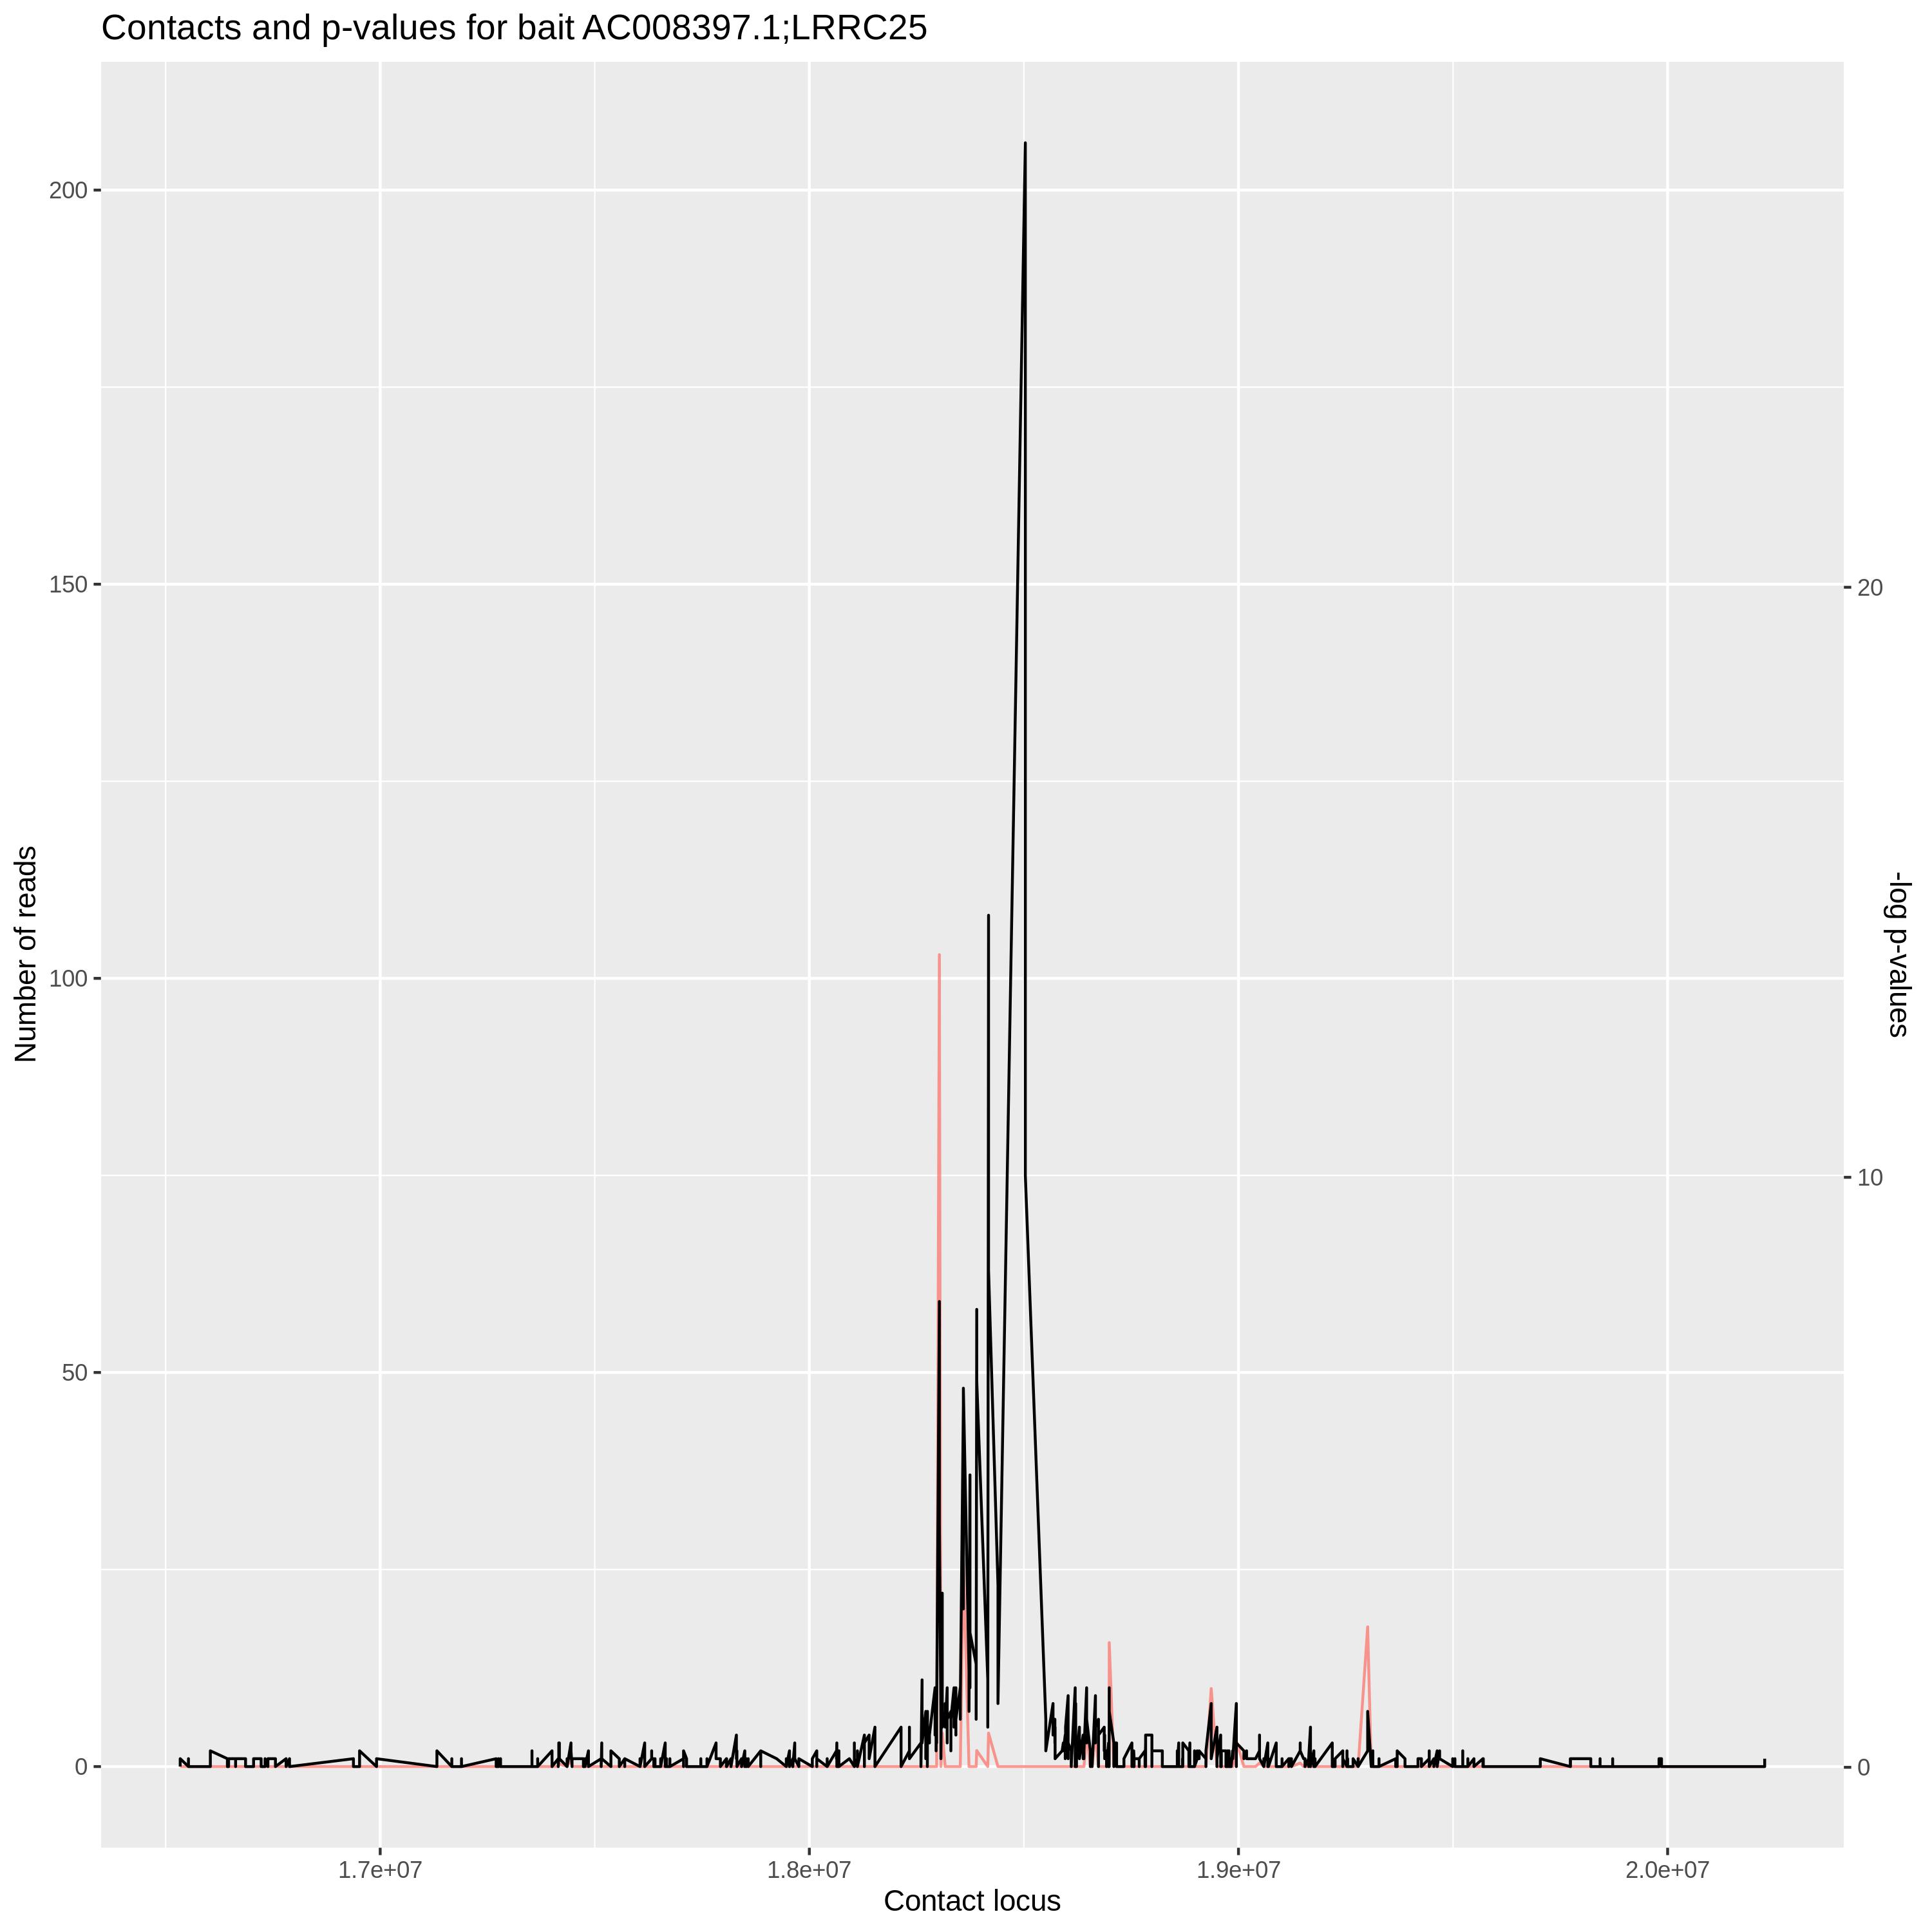 Contacts and p-values for bait AC008397.1;LRRC25
200
150
100
50
0
Number of reads
20
10
0
-log p-values
1.7e+07
1.8e+07
1.9e+07
2.0e+07
Contact locus